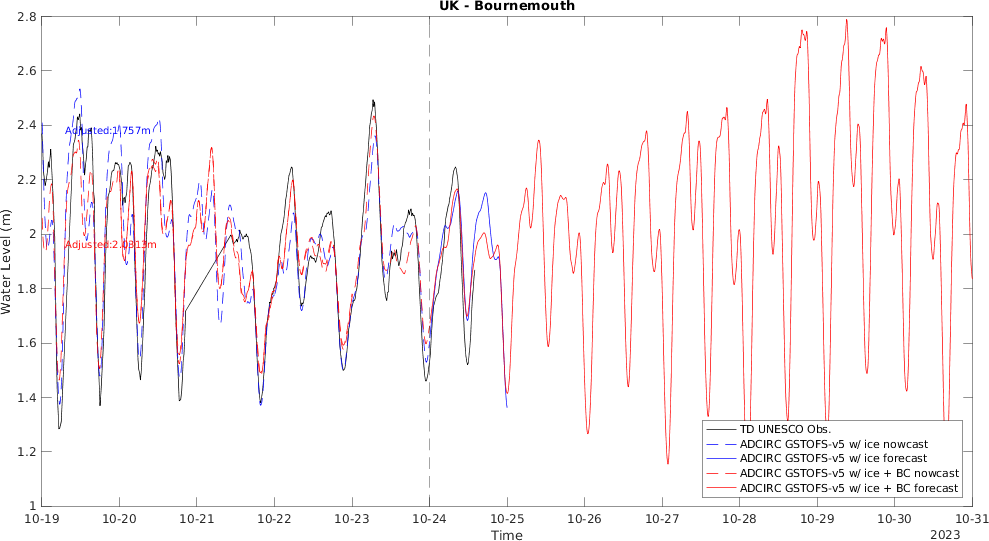 UK - Bournemouth
2.8
2.6
2.4
2.2
2
1.8
1.6
1.4
1.2
1
Water Level (m)
Adjusted:1.757m
Adjusted:2.0313m
TD UNESCO Obs.
ADCIRC GSTOFS-v5 w/ ice nowcast
ADCIRC GSTOFS-v5 w/ ice forecast
ADCIRC GSTOFS-v5 w/ ice + BC nowcast
ADCIRC GSTOFS-v5 w/ ice + BC forecast
10-19 10-20 10-21 10-22 10-23 10-24 10-25 10-26 10-27 10-28 10-29 10-30 10-31
Time
2023